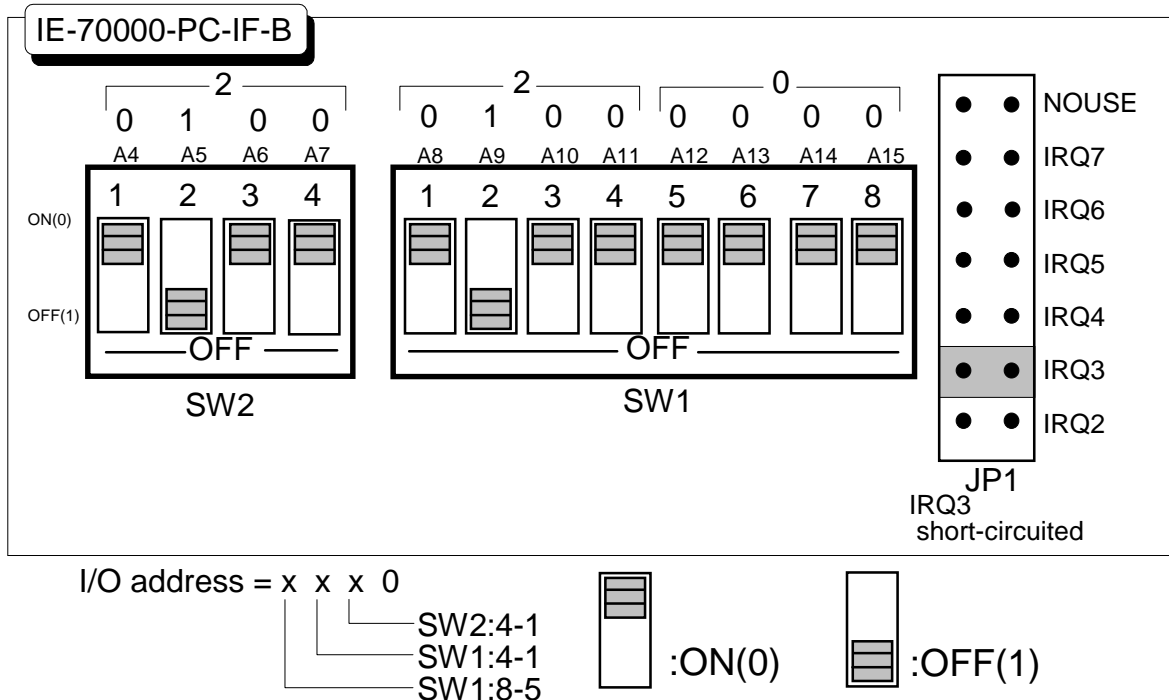 IE-70000-PC-IF-B
2 2 0
0 1 0 0 0 1 0 0 0 0 0 0
A4 A5 A6 A7 A8 A9 A10 A11 A12 A13 A14 A15
1 2 3 4 1 2 3 4 5 6 7 8
ON(0)
OFF(1)
OFF OFF
SW2 SW1
NOUSE
IRQ7
IRQ6
IRQ5
IRQ4
IRQ3
IRQ2
JP1
IRQ3
short-circuited
I/O address = x x x 0
SW2:4-1
SW1:4-1
SW1:8-5
:ON(0) :OFF(1)